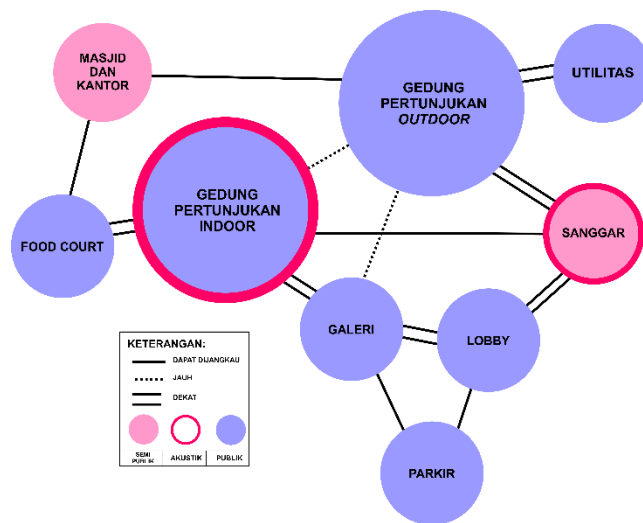 MASJID
DAN
KANTOR
GEDUNG
PERTUNJUKAN
OUTDOOR
UTILITAS
GEDUNG
PERTUNJUKAN
INDOOR
FOOD COURT
SANGGAR
GALERI
LOBBY
PARKIR
KETERANGAN:
DAPAT DIJANGKAU
JAUH
DEKAT
SEMI
AKUSTIK
PUBLIK